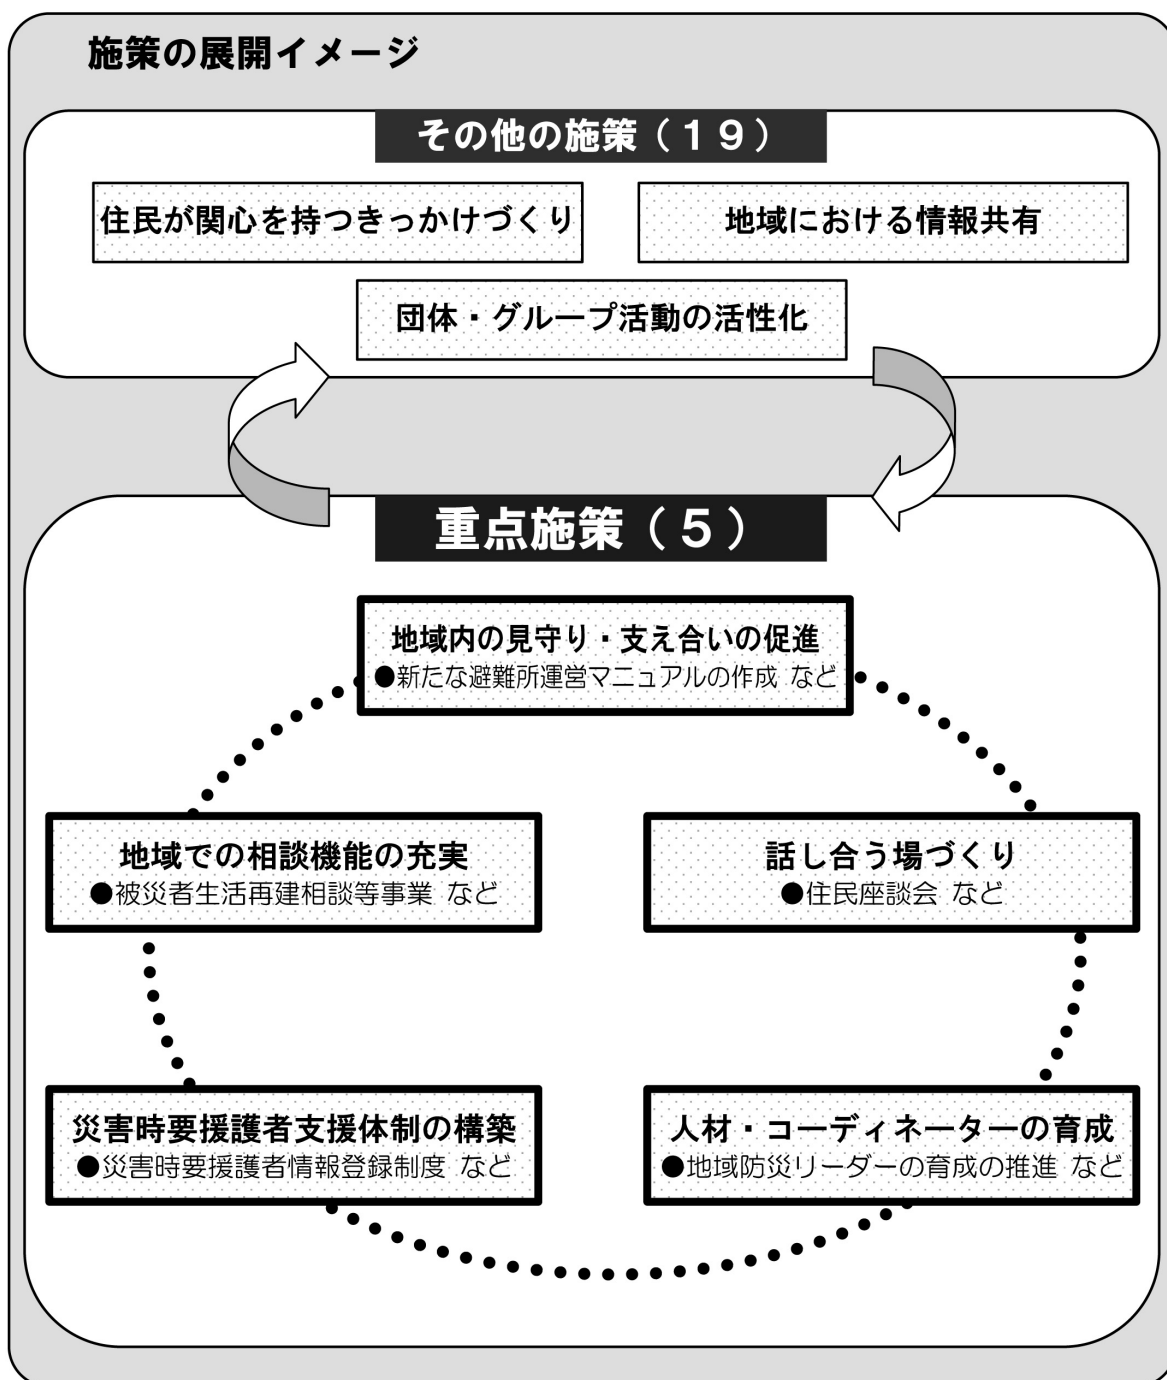 施策の展開イメージ
その他の施策（１９）
住民が関心を持つきっかけづくり
地域における情報共有
団体・グループ活動の活性化
重点施策（５）
地域内の見守り・支え合いの促進
●新たな避難所運営マニュアルの作成 など
地域での相談機能の充実
●被災者生活再建相談等事業 など
話し合う場づくり
●住民座談会 など
災害時要援護者支援体制の構築
●災害時要援護者情報登録制度 など
人材・コーディネーターの育成
●地域防災リーダーの育成の推進 など